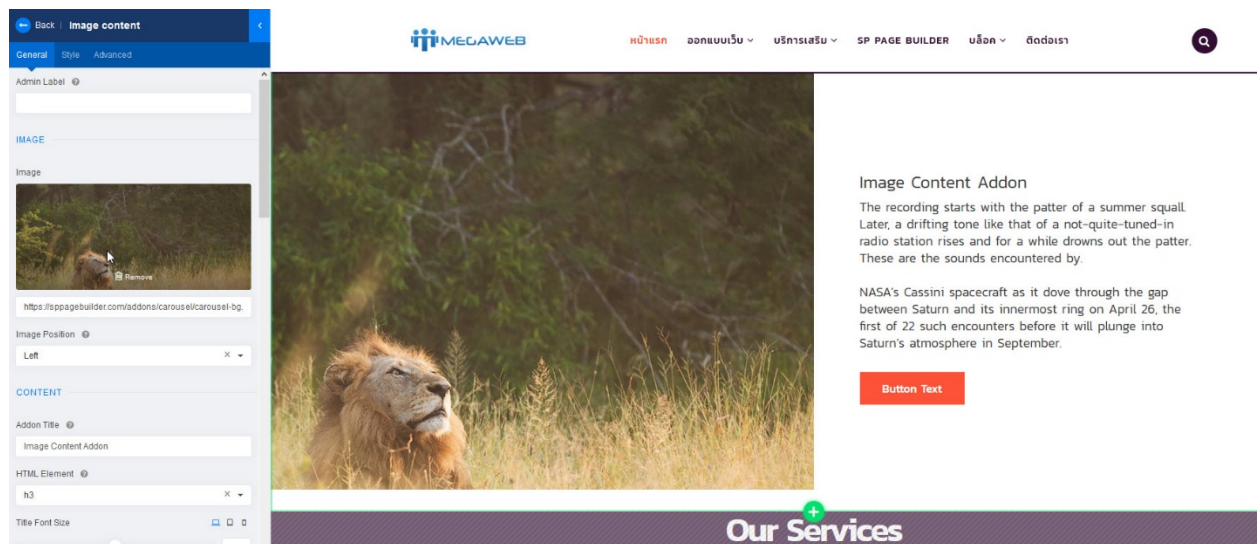 Back | Image content
General Style Advanced
Admin Label
IMAGE
Image
Remove
https://sppagebuilder.com/addons/carousel/carousel-bg.
Image Position
Left
CONTENT
Addon Title
Image Content Addon
HTML Element
h3
Title Font Size
MEGAWEB
หน้าแรก ออกแบบเว็บ บริการเสริม SP PAGE BUILDER บล็อค ติดต่อเรา
Image Content Addon
The recording starts with the patter of a summer squall.
Later, a drifting tone like that of a not-quite-tuned-in
radio station rises and for a while drowns out the patter.
These are the sounds encountered by.
NASA's Cassini spacecraft as it dove through the gap
between Saturn and its innermost ring on April 26, the
first of 22 such encounters before it will plunge into
Saturn's atmosphere in September.
Button Text
Our Services